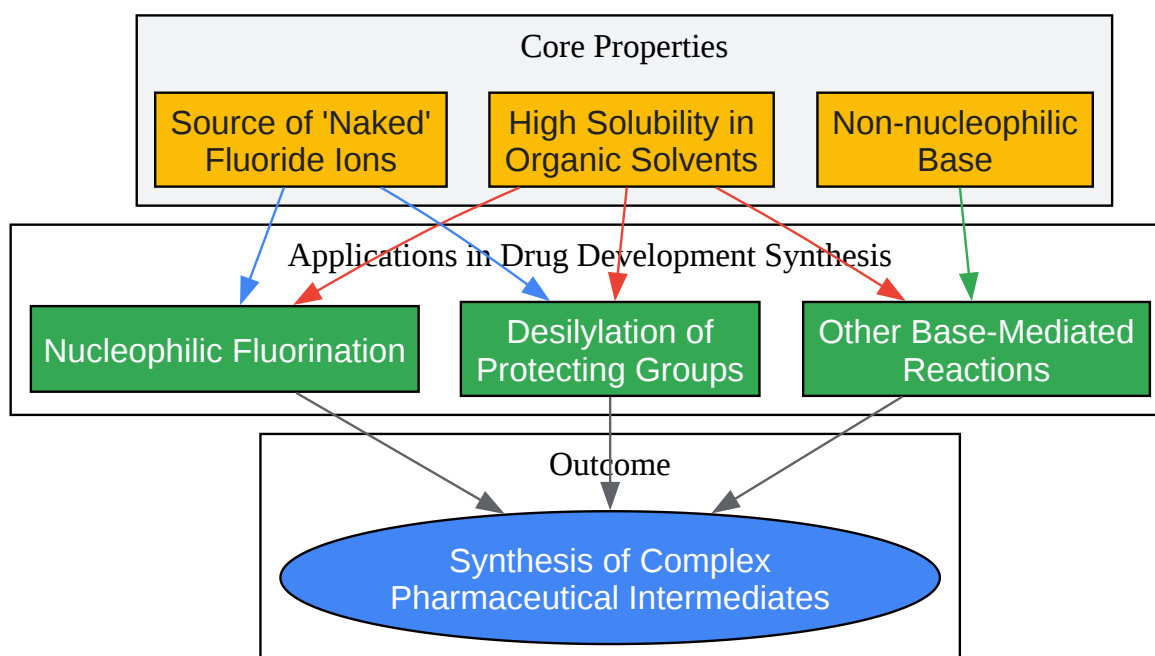 Core Properties
Source of 'Naked'
Fluoride Ions
High Solubility in
Organic Solvents
Non-nucleophilic
Base
Applications in Drug Development Synthesis
Nucleophilic Fluorination
Desilylation of
Protecting Groups
Other Base-Mediated
Reactions
Outcome
Synthesis of Complex
Pharmaceutical Intermediates